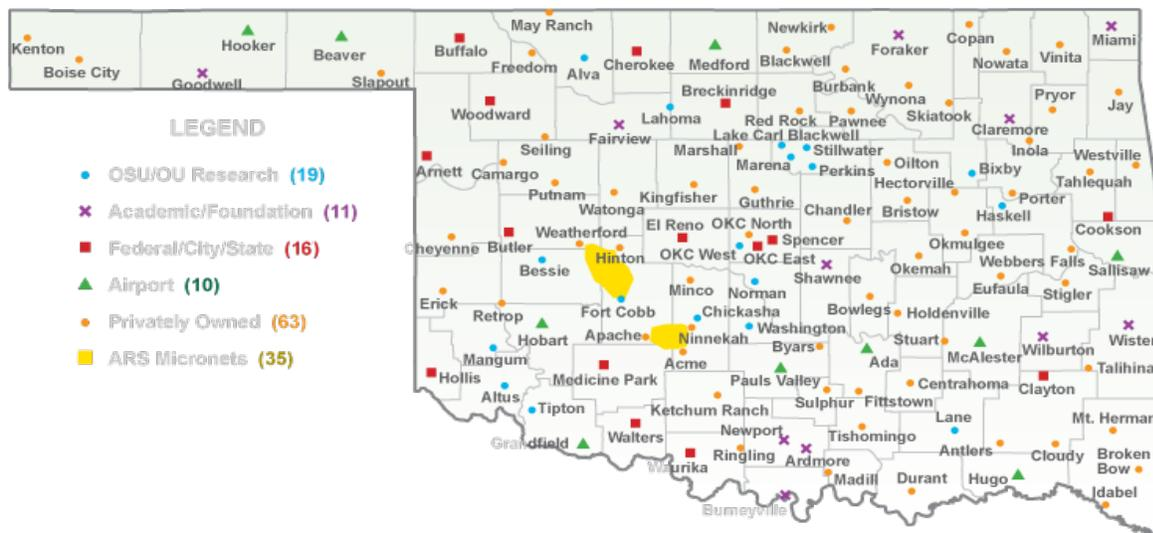 May Ranch
Newkirk
Kenton
Hooker
Beaver
Buffalo
Cherokee
Medford
Blackwell
Foraker
Copan
Miami
Boise City
Goodwell
Slapout
Freedom
Alva
Nowata
Vinita
Breckinridge
Burbank
Wynona
Pryor
Jay
Woodward
Lahoma
Red Rock
Pawnee
Skiatook
Claremore
LEGEND
Fairview
Lake Carl Blackwell
Inola
Seiling
Marshall
Stillwater
Westville
Arnett
Camargo
Marena
Perkins
Oilton
Bixby
Tahlequah
OSU/OU Research (19)
Putnam
Kingfisher
Guthrie
Hectorville
Porter
Academic/Foundation (11)
Watonga
Chandler
Bristow
Haskell
Weatherford
El Reno
OKC North
Cookson
Federal/City/State (16)
Cheyenne
Butler
Hinton
OKC West
Spencer
OKC East
Okmulgee
Webbers Falls
Sallisaw
Bessie
Shawnee
Okemah
Airport (10)
Erick
Minco
Norman
Eufaula
Stigler
Privately Owned (63)
Retrop
Fort Cobb
Chickasha
Bowlegs
Holdenville
ARS Micronets (35)
Hobart
Apache
Ninnekah
Washington
Stuart
Wilburton
Wister
Mangum
Acme
Byars
Ada
McAlester
Talihina
Hollis
Medicine Park
Pauls Valley
Centrahoma
Clayton
Altus
Sulphur
Fittstown
Tipton
Ketchum Ranch
Lane
Mt. Herman
Grandfield
Walters
Newport
Tishomingo
Antlers
Cloudy
Broken
Bow
Waurika
Ringling
Ardmore
Madill
Durant
Hugo
Idabel
Burneyville